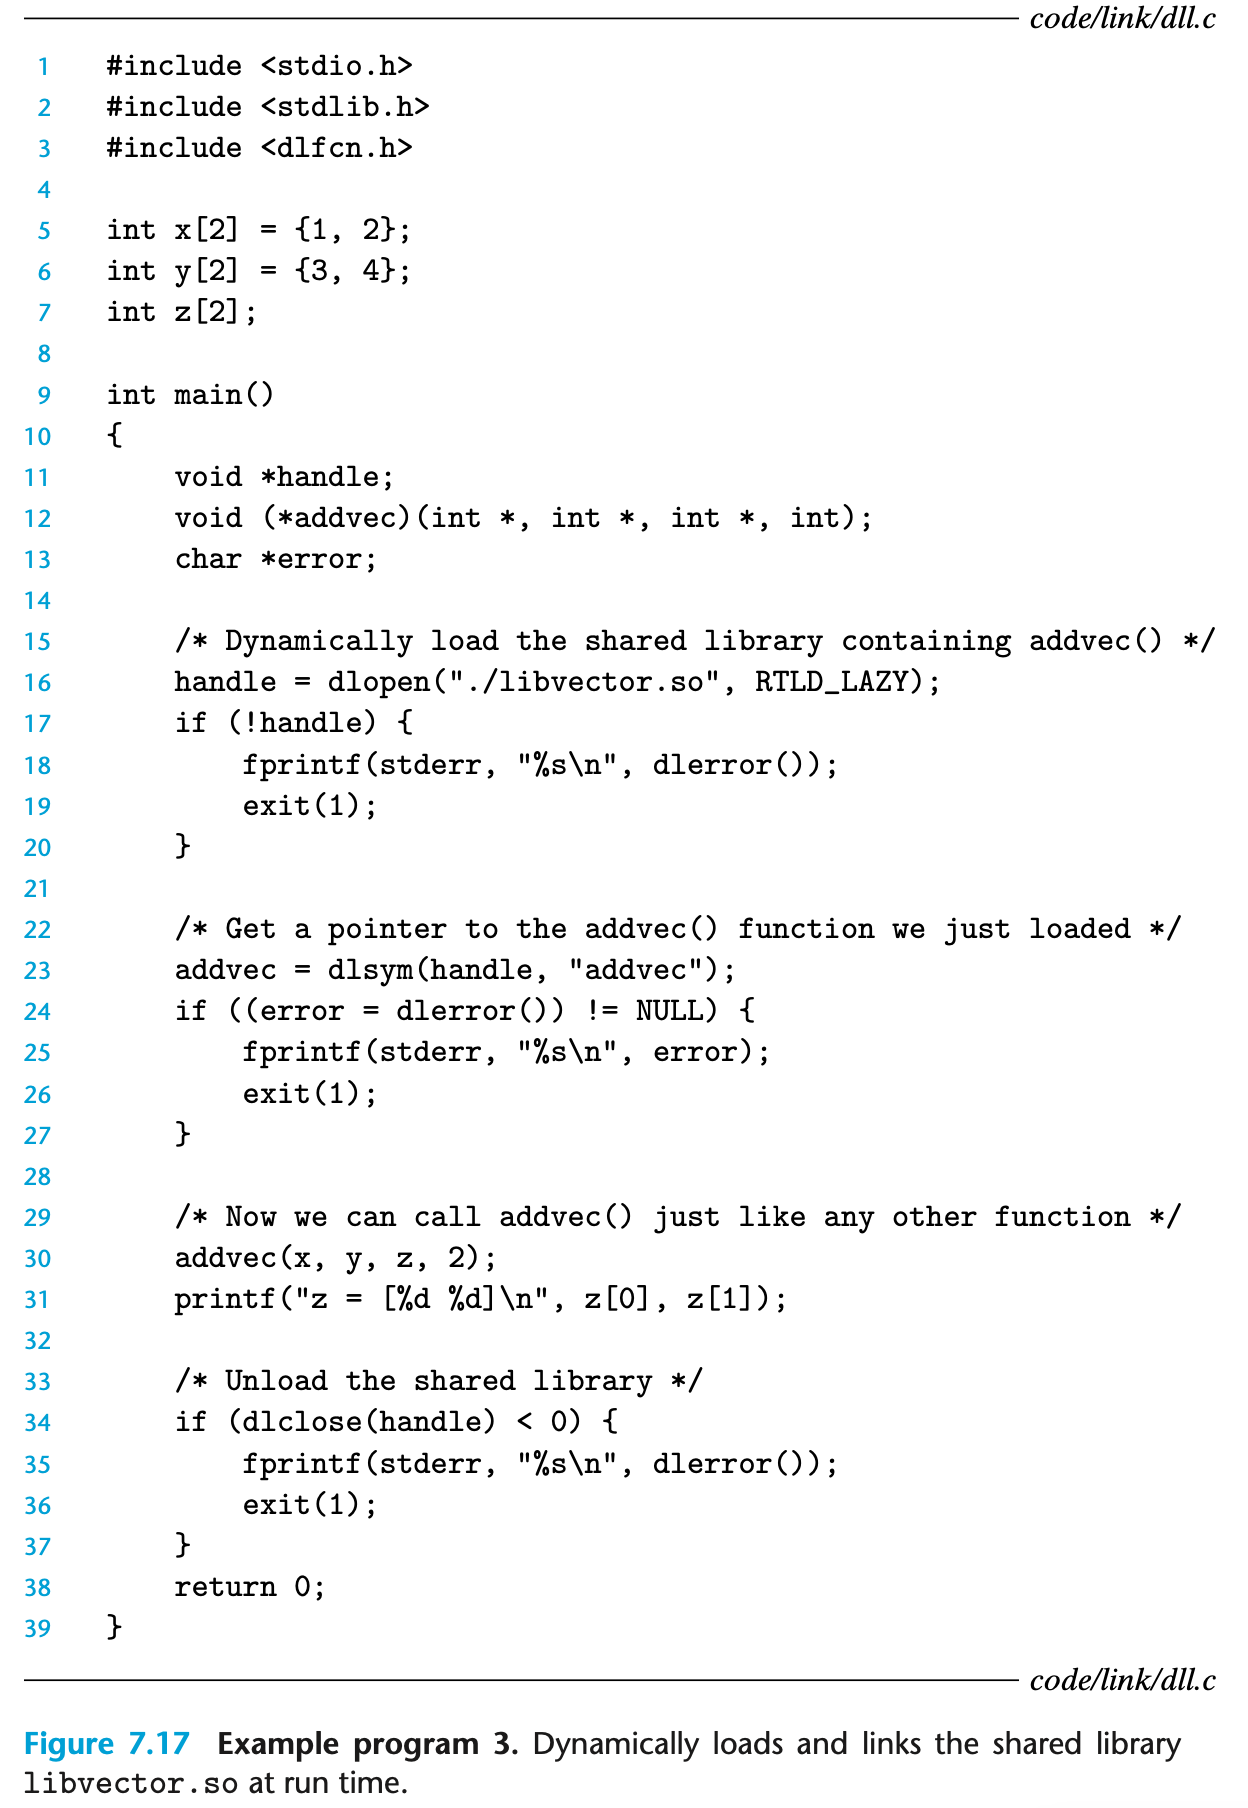 code/link/dll.c
1 #include <stdio.h>
2 #include <stdlib.h>
3 #include <dlfcn.h>
4
5 int x[2] = {1, 2};
6 int y[2] = {3, 4};
7 int z[2];
8
9 int main()
10 {
11     void *handle;
12     void (*addvec)(int *, int *, int *, int);
13     char *error;
14
15     /* Dynamically load the shared library containing addvec() */
16     handle = dlopen("./libvector.so", RTLD_LAZY);
17     if (!handle) {
18         fprintf(stderr, "%s\n", dlerror());
19         exit(1);
20     }
21
22     /* Get a pointer to the addvec() function we just loaded */
23     addvec = dlsym(handle, "addvec");
24     if ((error = dlerror()) != NULL) {
25         fprintf(stderr, "%s\n", error);
26         exit(1);
27     }
28
29     /* Now we can call addvec() just like any other function */
30     addvec(x, y, z, 2);
31     printf("z = [%d %d]\n", z[0], z[1]);
32
33     /* Unload the shared library */
34     if (dlclose(handle) < 0) {
35         fprintf(stderr, "%s\n", dlerror());
36         exit(1);
37     }
38     return 0;
39 }
code/link/dll.c
Figure 7.17 Example program 3. Dynamically loads and links the shared library
libvector.so at run time.